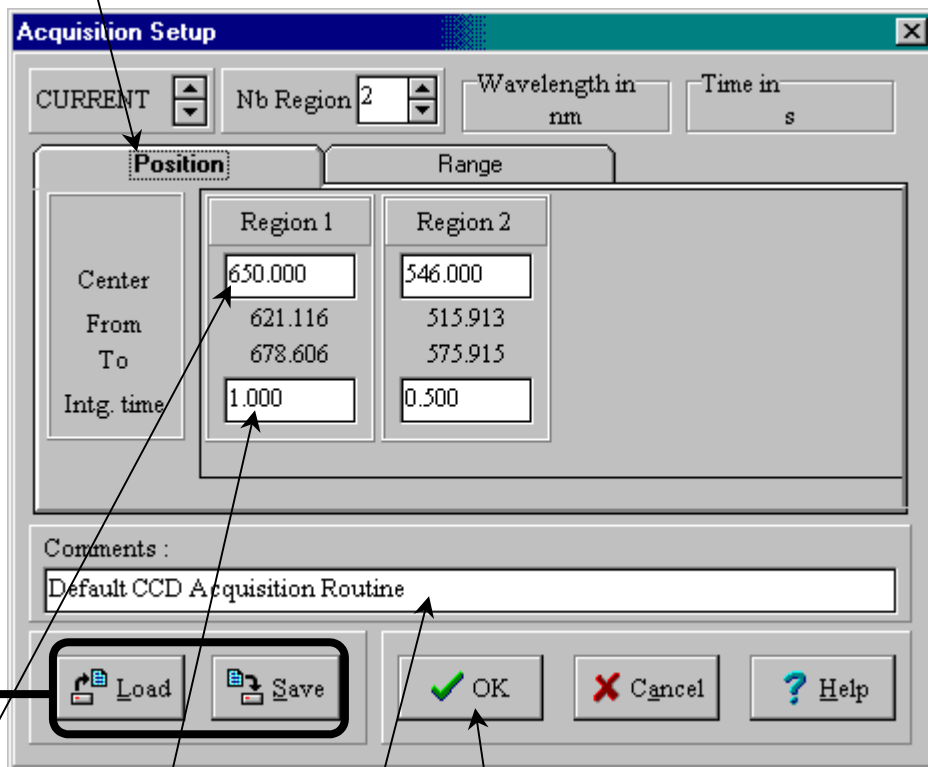 Acquisition Setup
CURRENT Nb Region 2 Wavelength in nm Time in s
Position Range
Region 1 Region 2
Center 650.000 546.000
From 621.116 515.913
To 678.606 575.915
Intg. time 1.000 0.500
Comments :
Default CCD Acquisition Routine
Load Save OK Cancel ? Help